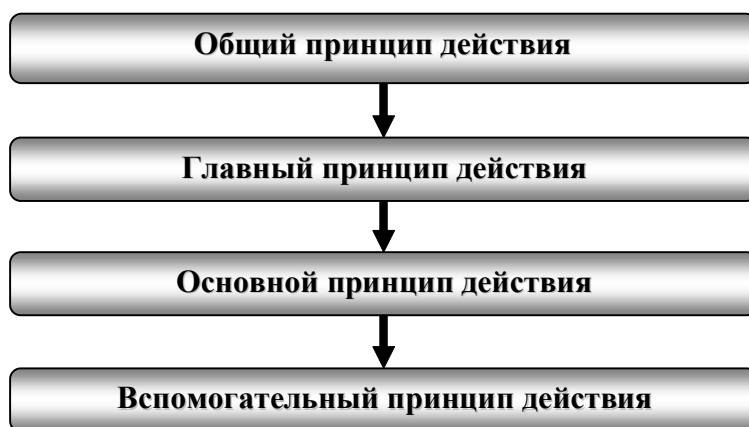 Общий принцип действия
Главный принцип действия
Основной принцип действия
Вспомогательный принцип действия